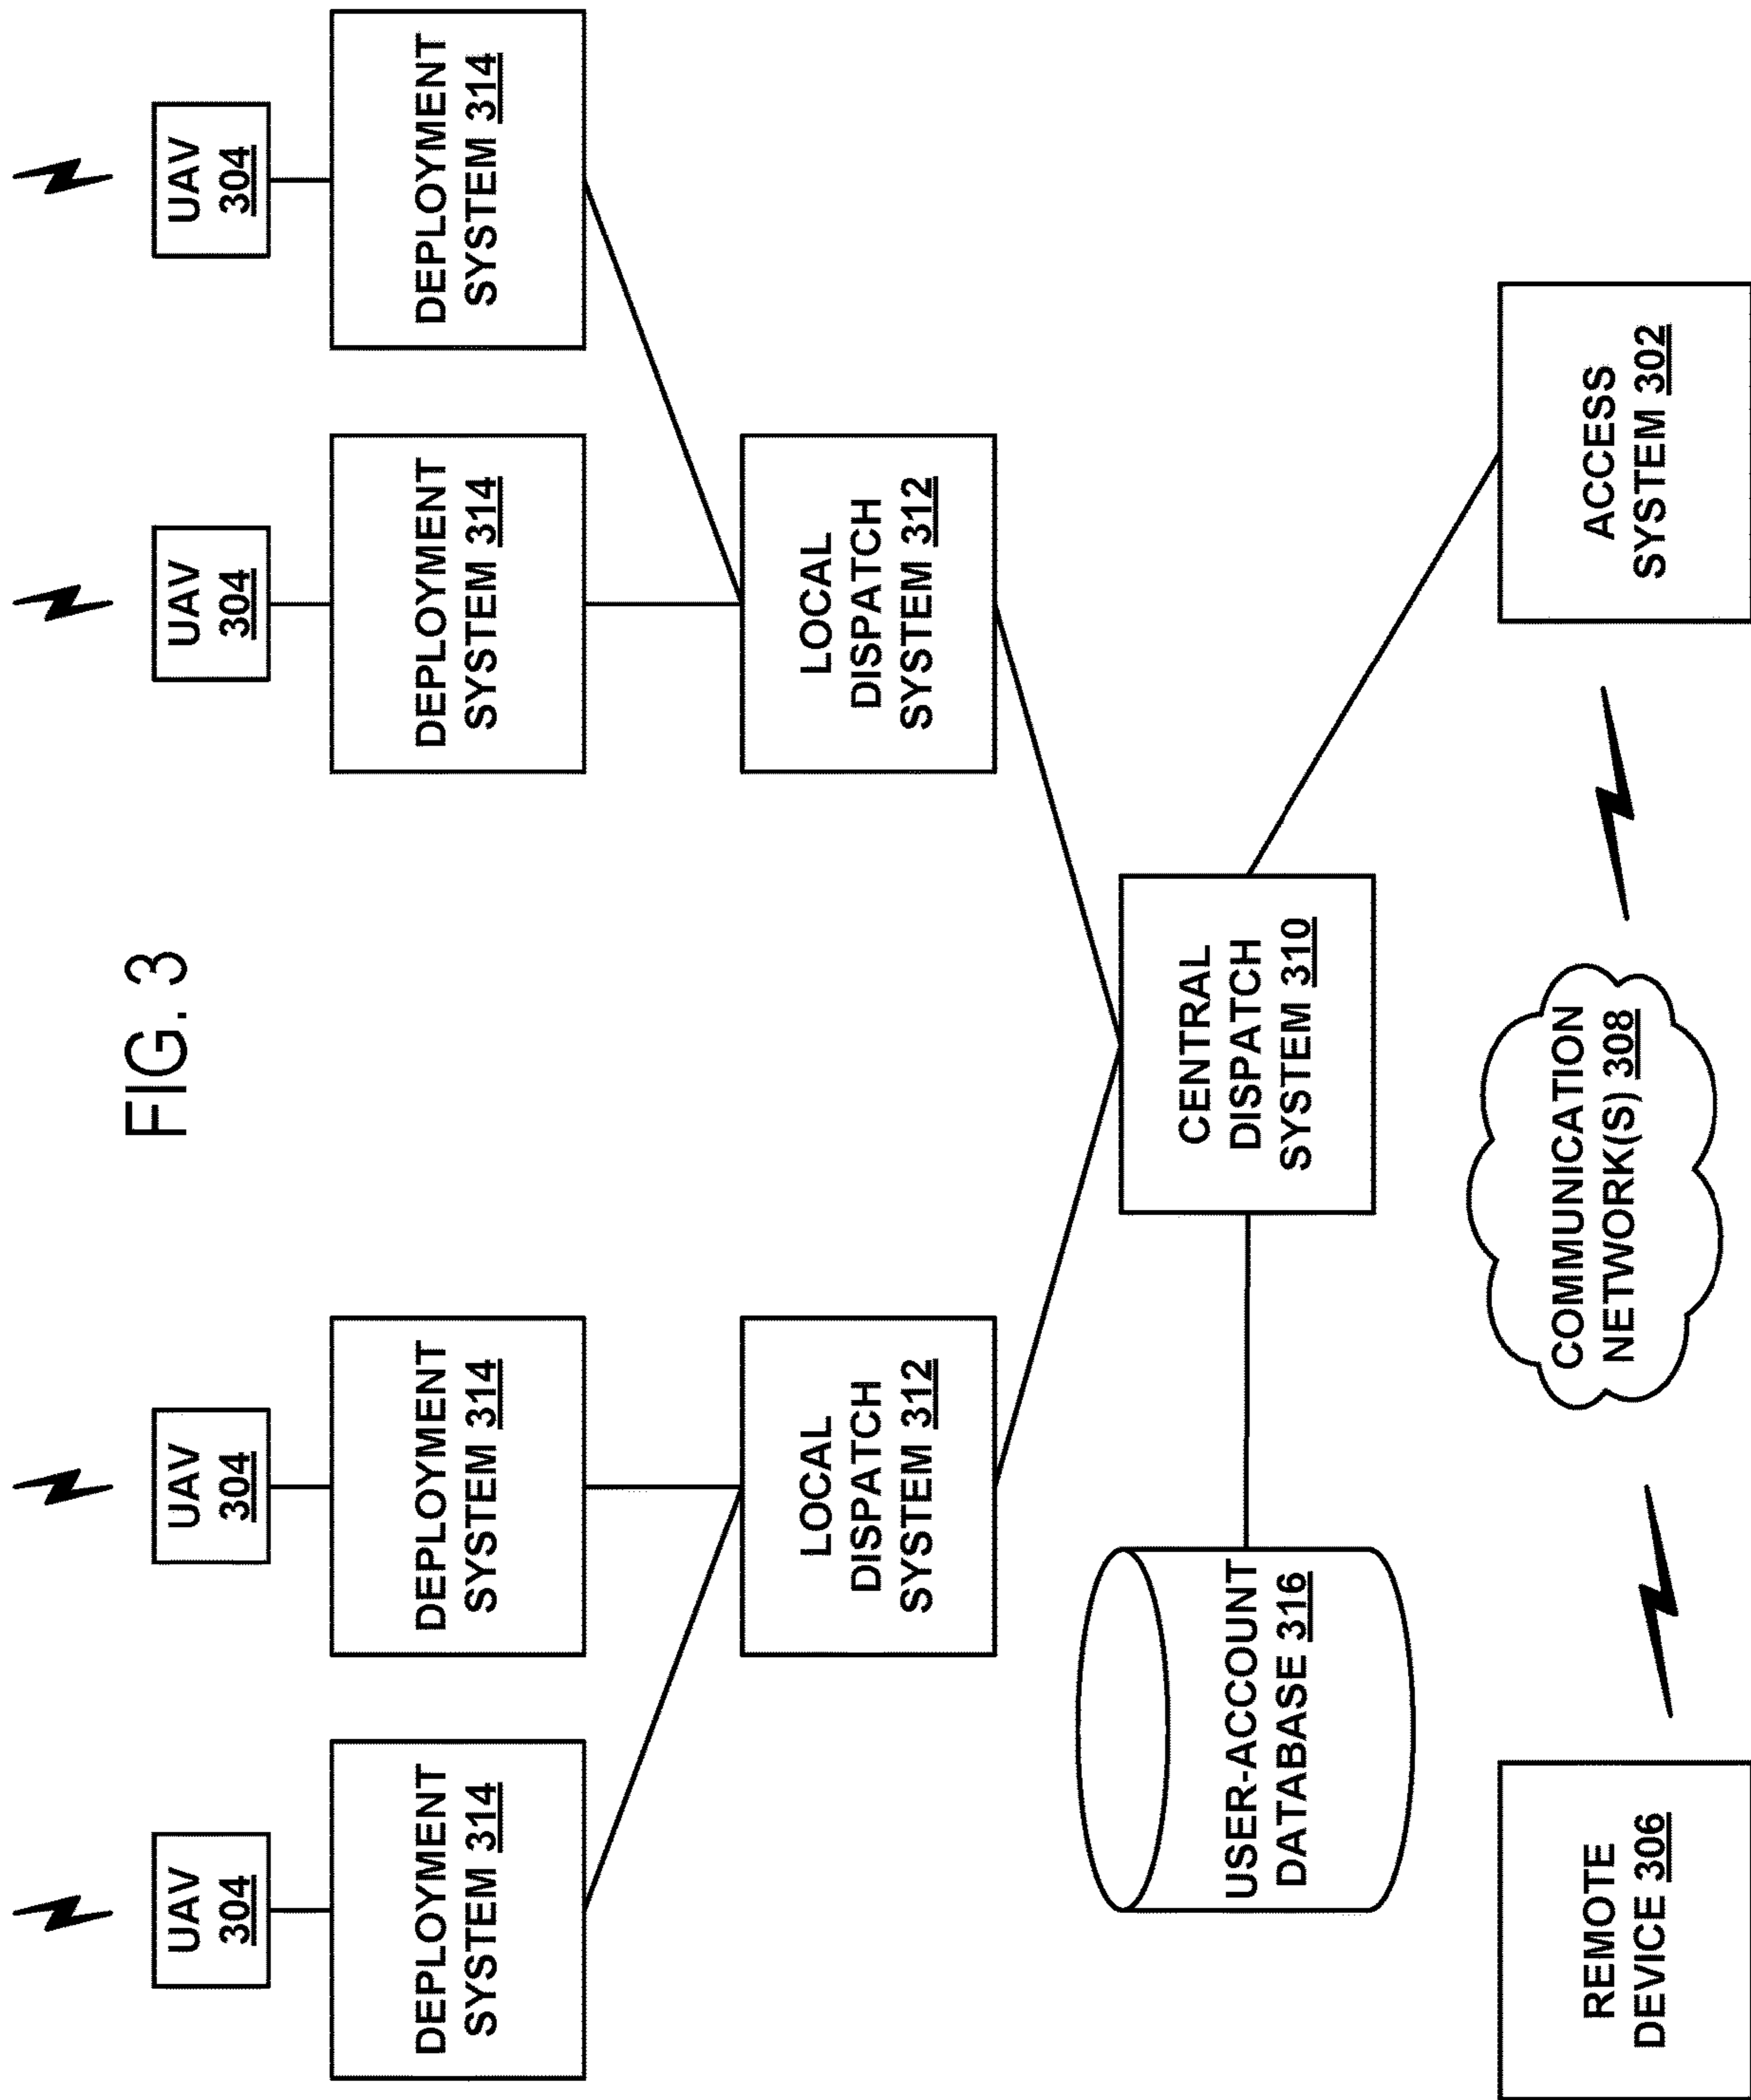 FIG. 3
UAV
304
UAV
304
UAV
304
UAV
304
DEPLOYMENT
SYSTEM 314
DEPLOYMENT
SYSTEM 314
DEPLOYMENT
SYSTEM 314
DEPLOYMENT
SYSTEM 314
LOCAL
DISPATCH
SYSTEM 312
LOCAL
DISPATCH
SYSTEM 312
USER-ACCOUNT
DATABASE 316
CENTRAL
DISPATCH
SYSTEM 310
REMOTE
DEVICE 306
COMMUNICATION
NETWORK(S) 308
ACCESS
SYSTEM 302